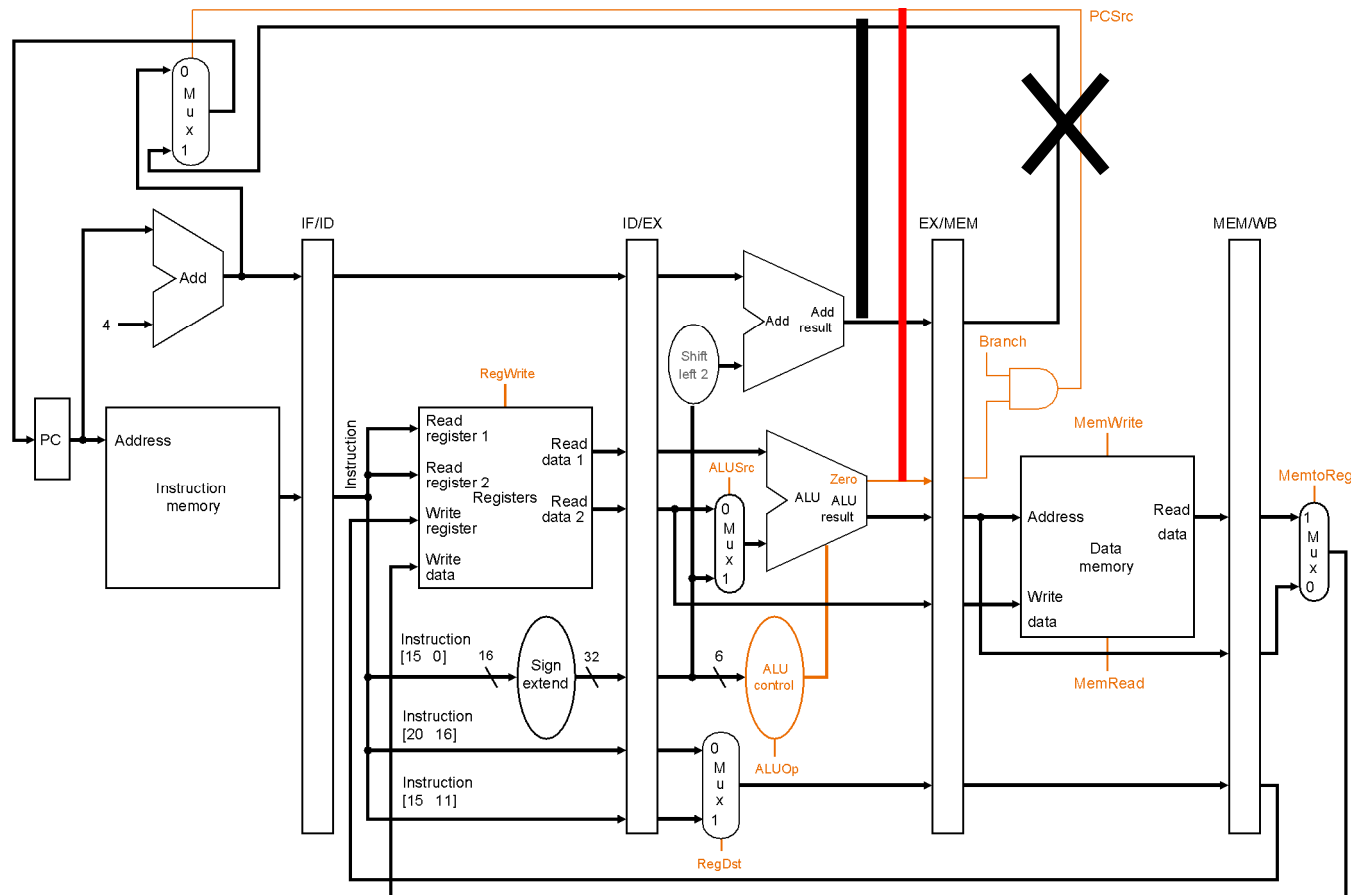 PCSrc
0
M
u
x
1
IF/ID
ID/EX
EX/MEM
MEM/WB
Add
4
Add
Add
result
Shift
left 2
Branch
RegWrite
PC
Address
Instruction
memory
Instruction
Read
register 1
Read
register 2
Write
register
Write
data
Registers
Read
data 1
Read
data 2
ALUSrc
0
M
u
x
1
Zero
ALU
ALU
result
MemWrite
Address
Read
data
Data
memory
Write
data
MemRead
MemtoReg
1
M
u
x
0
Instruction
[15 0]
16
Sign
extend
32
6
ALU
control
ALUOp
Instruction
[20 16]
Instruction
[15 11]
0
M
u
x
1
RegDst